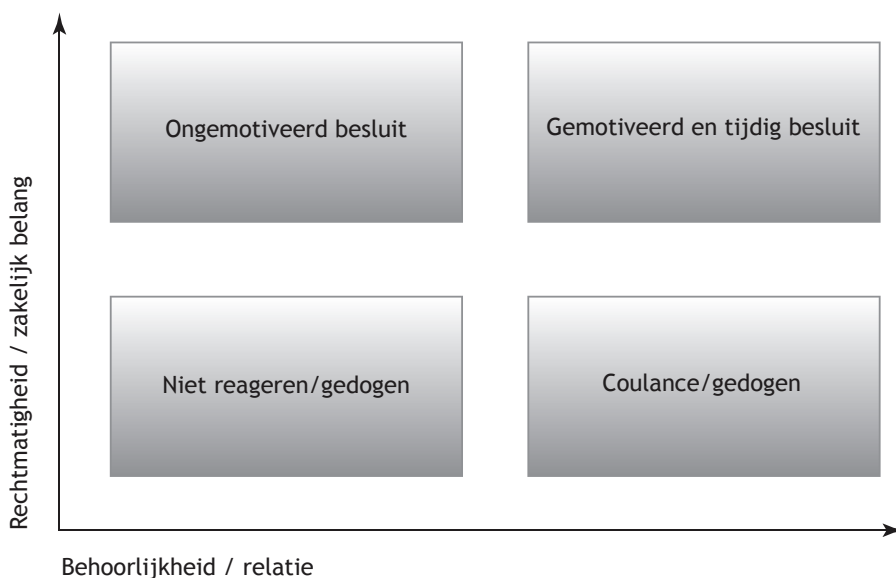 Ongemotiveerd besluit
Gemotiveerd en tijdig besluit
Niet reageren/gedogen
Coulance/gedogen
Rechtmatigheid / zakelijk belang
Behoorlijkheid / relatie